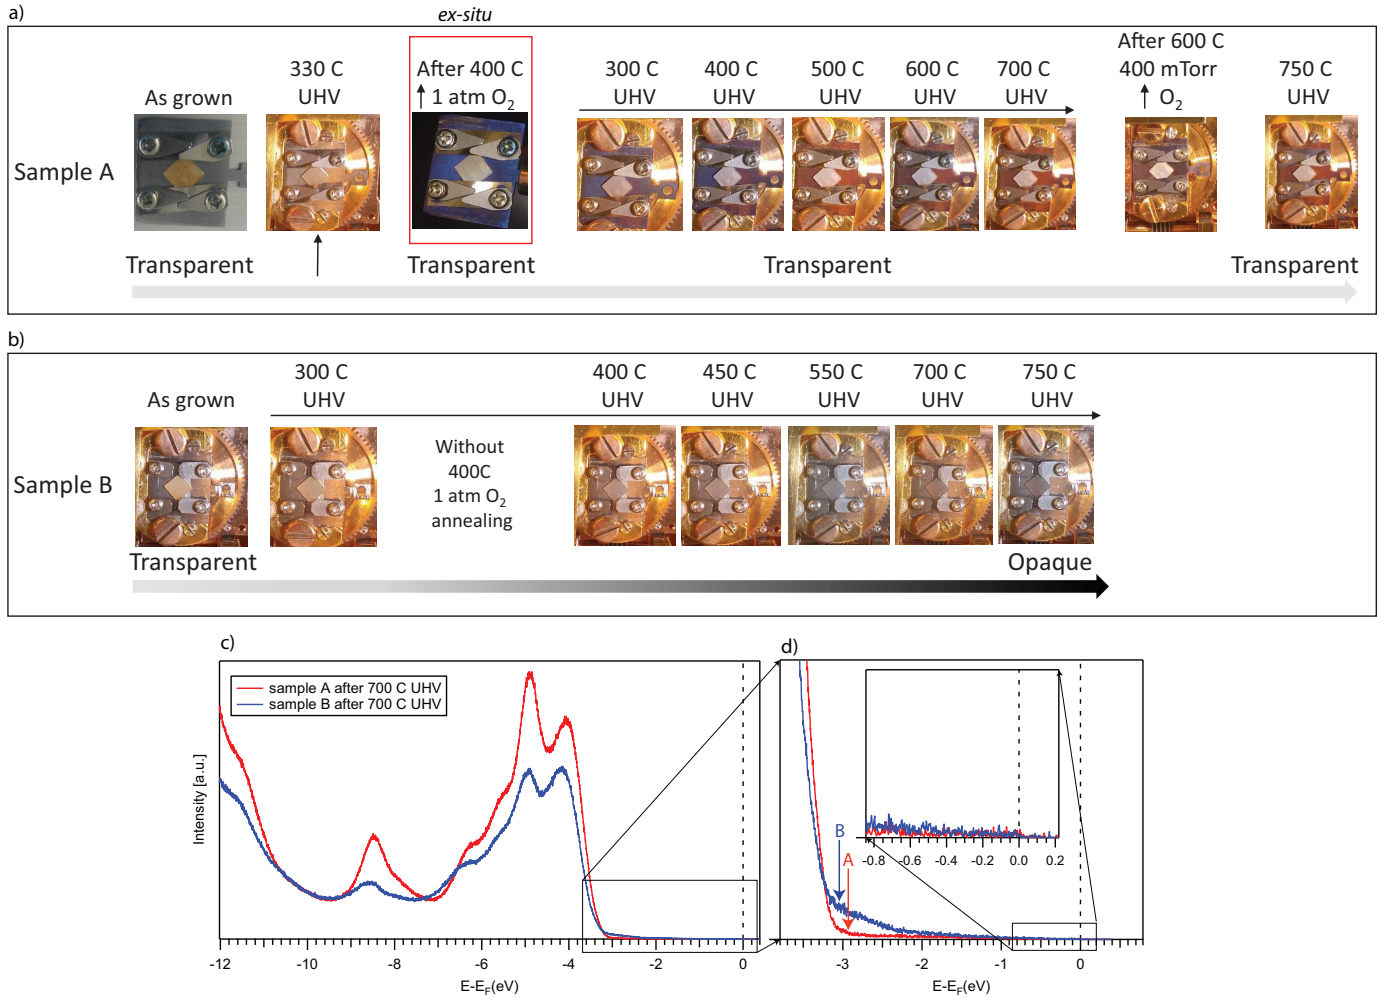 a)
ex-situ
As grown
330 C
UHV
After 400 C
1 atm O2
300 C
UHV
400 C
UHV
500 C
UHV
600 C
UHV
700 C
UHV
After 600 C
400 mTorr
O2
750 C
UHV
Sample A
Transparent
Transparent
Transparent
Transparent
b)
As grown
300 C
UHV
Without
400C
1 atm O2
annealing
400 C
UHV
450 C
UHV
550 C
UHV
700 C
UHV
750 C
UHV
Sample B
Transparent
Opaque
c)
sample A after 700 C UHV
sample B after 700 C UHV
Intensity [a.u.]
-12
-10
-8
-6
-4
-2
0
E-EF(eV)
d)
B
A
-0.8
-0.6
-0.4
-0.2
0.0
0.2
-3
-2
-1
0
E-EF(eV)